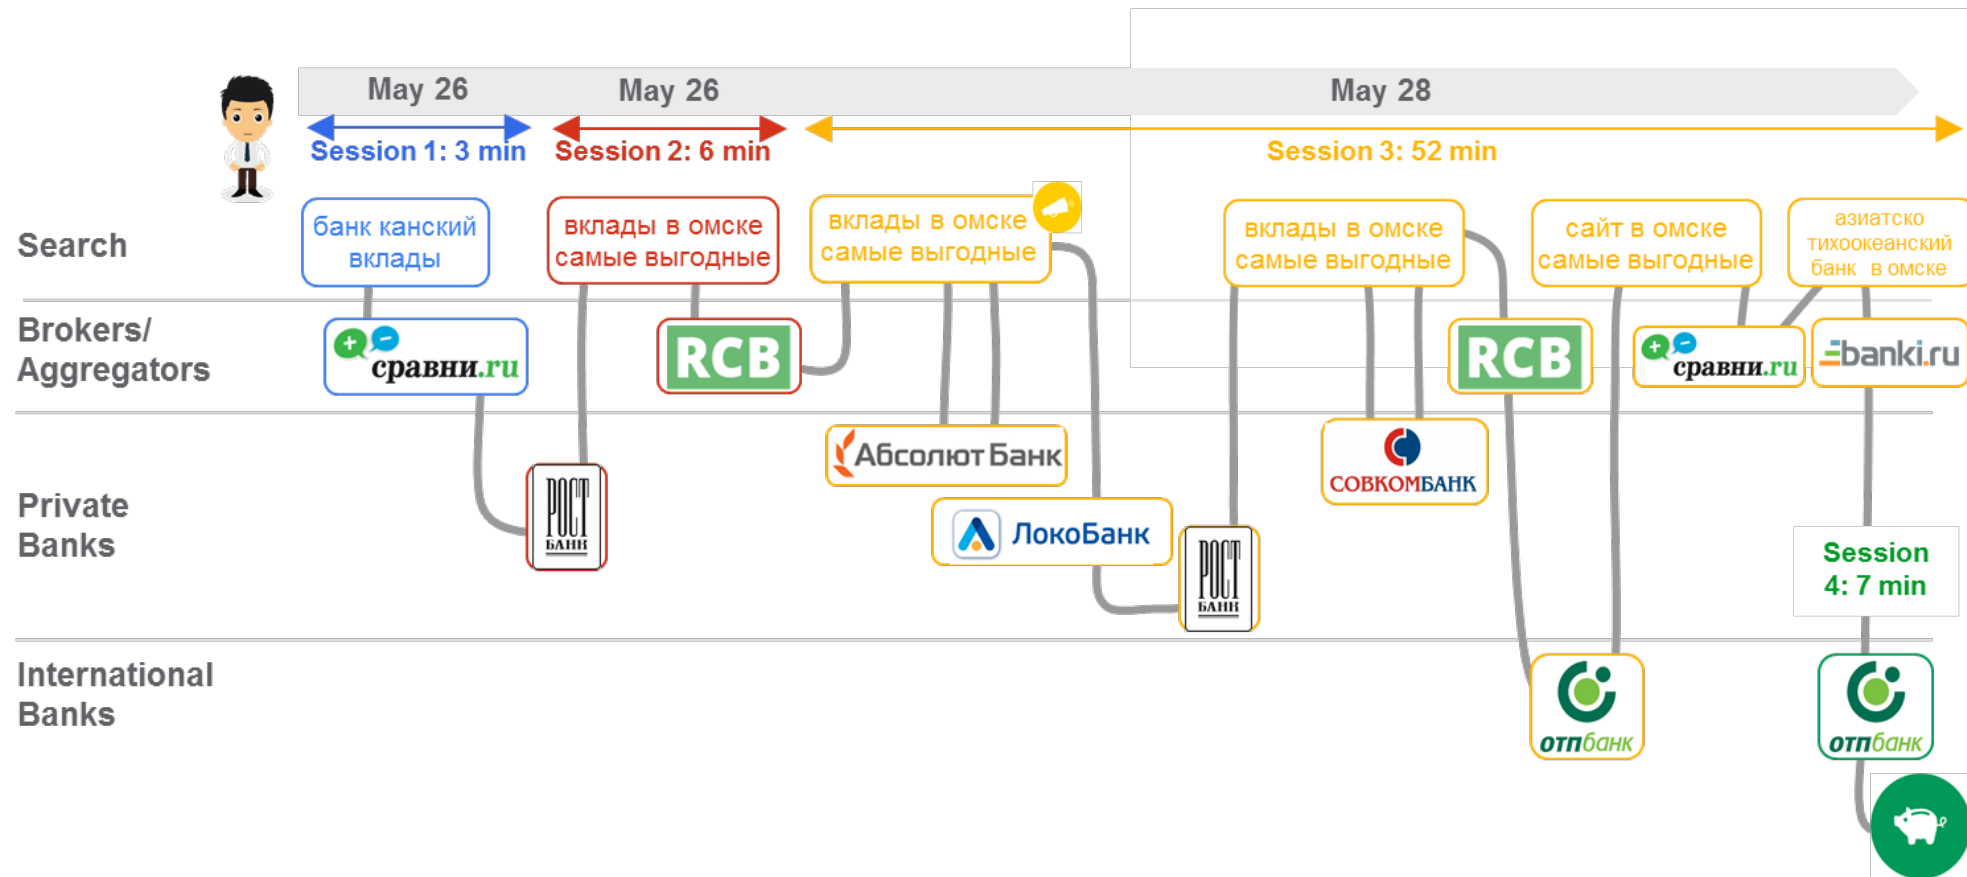 May 26
May 26
May 28
Session 1: 3 min
Session 2: 6 min
Session 3: 52 min
Search
банк канский
вклады
вклады в омске
самые выгодные
вклады в омске
самые выгодные
вклады в омске
самые выгодные
сайт в омске
самые выгодные
азиатско
тихоокеанский
банк в омске
Brokers/
Aggregators
сравни.ru
RCB
RCB
сравни.ru
banki.ru
Private
Banks
РОСТ
БАНК
Абсолют Банк
ЛокоБанк
РОСТ
БАНК
СОВКОМБАНК
Session
4: 7 min
International
Banks
отпбанк
отпбанк